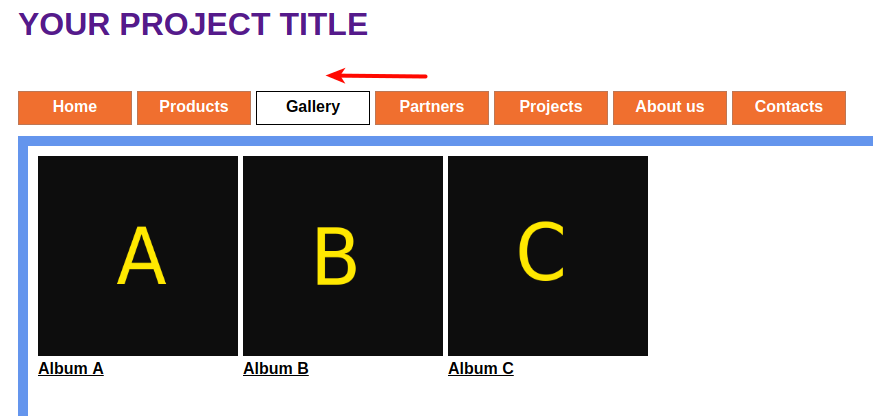 YOUR PROJECT TITLE
Home Products Gallery Partners Projects About us Contacts
A B C
Album A Album B Album C